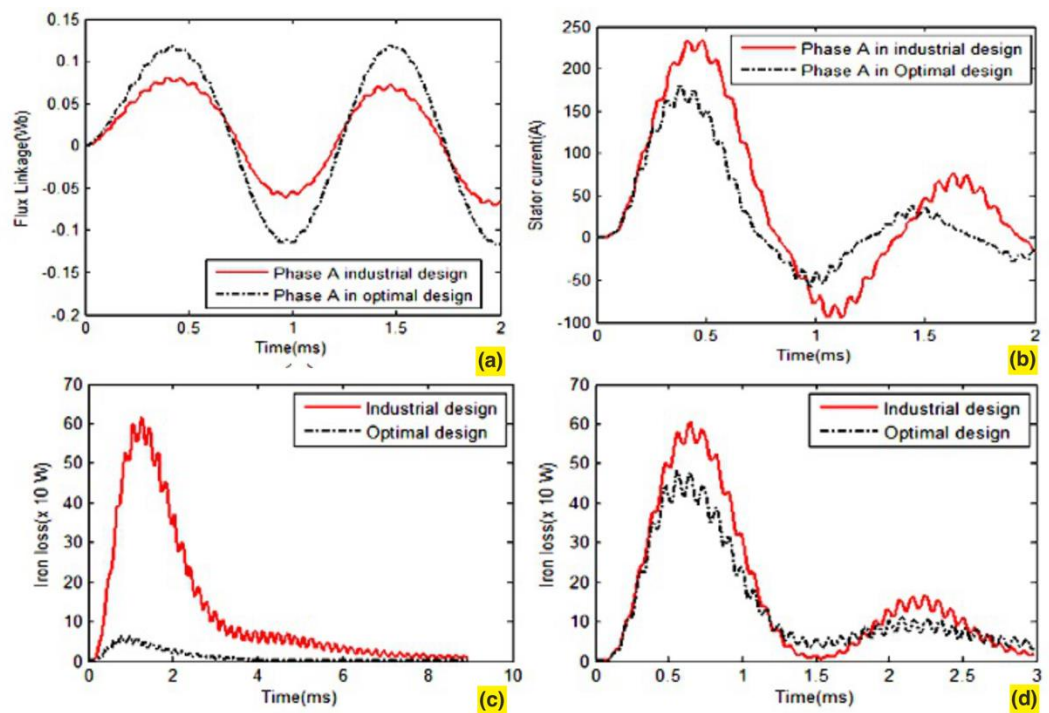 0.15
0.1
0.05
0
-0.05
-0.1
-0.15
-0.2
Flux Linkage(Wb)
Phase A industrial design
Phase A in optimal design
0 0.5 1 1.5 2
Time(ms)
(a)
250
200
150
100
50
0
-50
-100
Stator current(A)
Phase A in industrial design
Phase A in Optimal design
0 0.5 1 1.5 2
Time(ms)
(b)
70
60
50
40
30
20
10
0
Iron loss(x 10 W)
Industrial design
Optimal design
0 2 4 6 8 10
Time(ms)
(c)
70
60
50
40
30
20
10
0
Iron loss(x 10 W)
Industrial design
Optimal design
0 0.5 1 1.5 2 2.5 3
Time(ms)
(d)